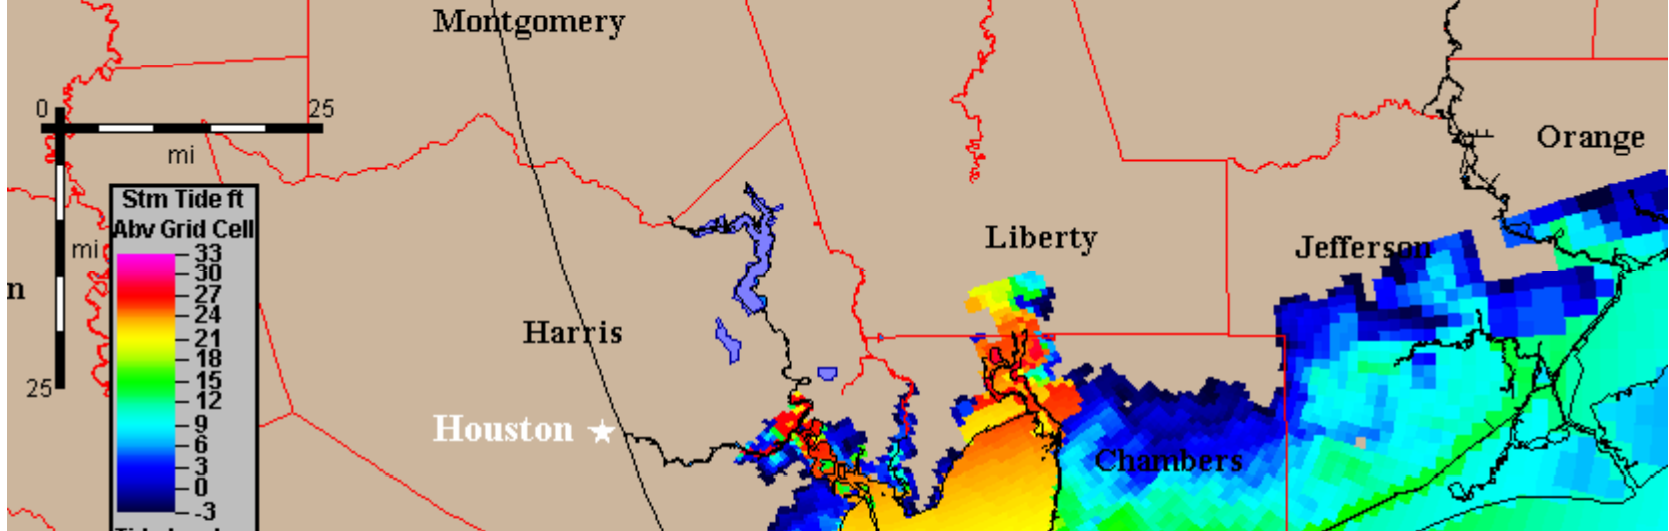 Montgomery
0
25
mi
Orange
Stm Tide ft
Abv Grid Cell
mi
33
30
27
24
21
18
15
12
9
6
3
0
-3
n
25
Liberty
Jefferson
Harris
Houston
Chambers